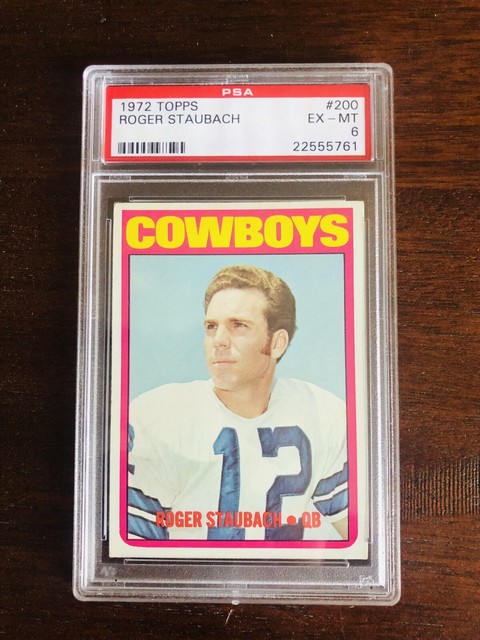 PSA
1972 TOPPS #200
ROGER STAUBACH EX – MT
6
22555761
COWBOYS
12
ROGER STAUBACH • QB